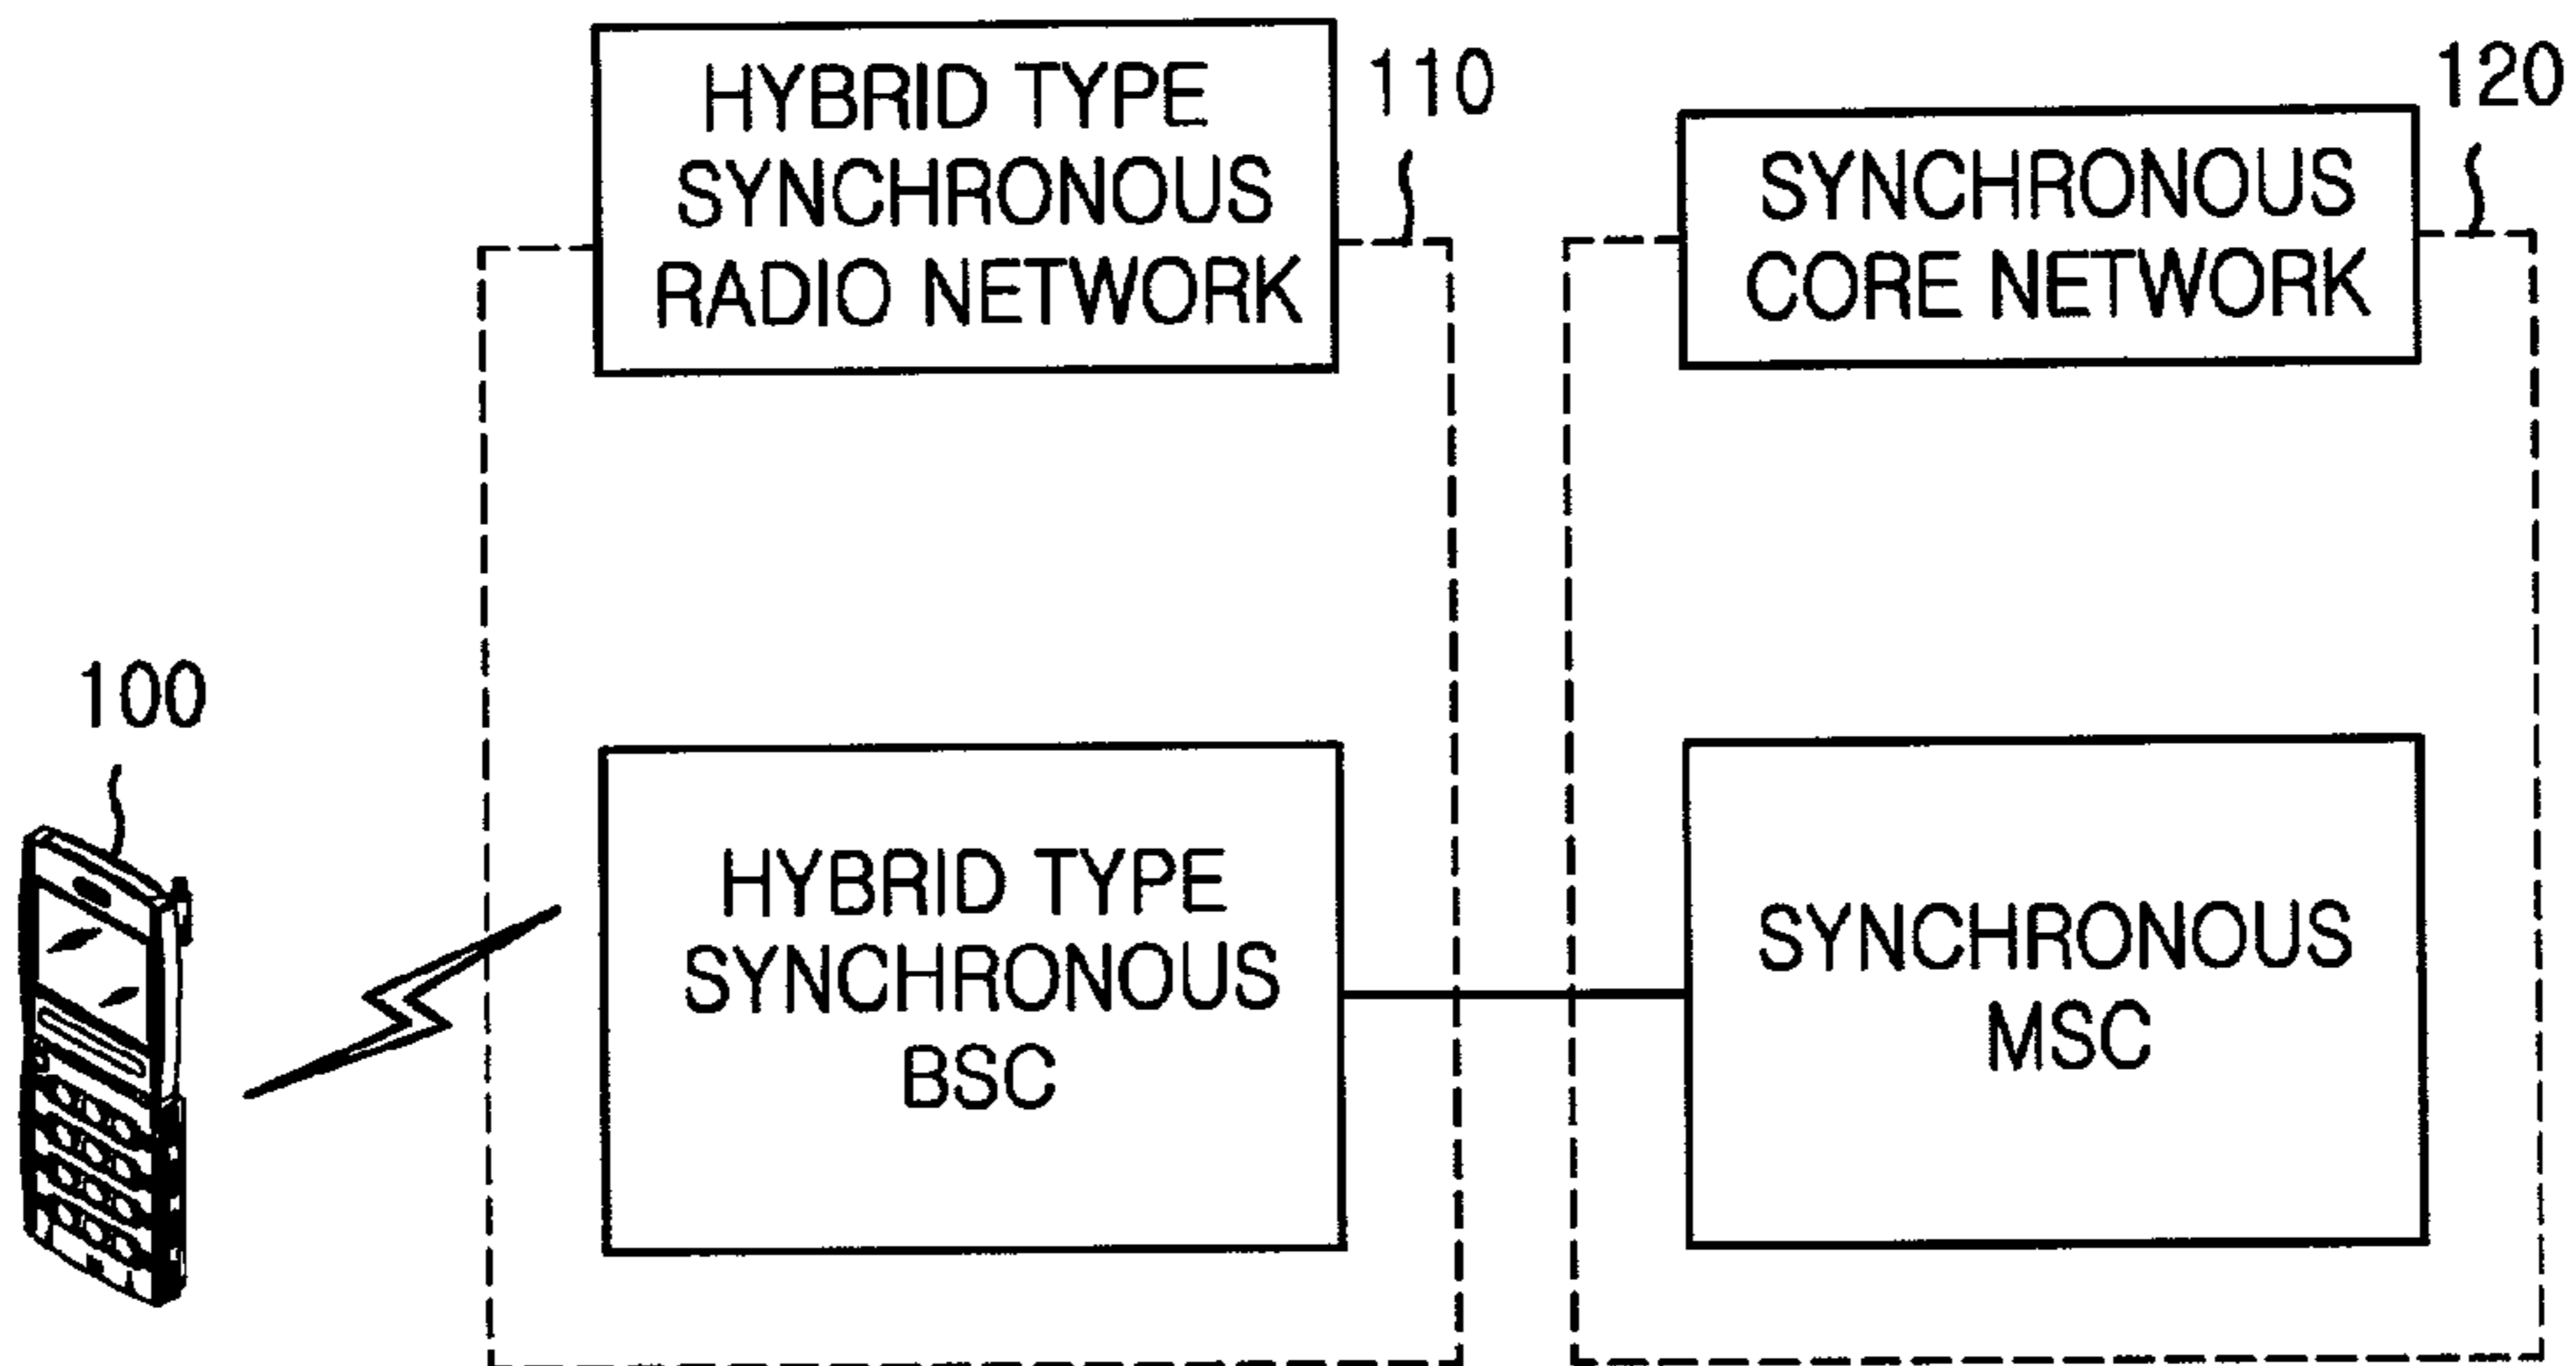 HYBRID TYPE
SYNCHRONOUS
RADIO NETWORK
110
SYNCHRONOUS
CORE NETWORK
120
100
HYBRID TYPE
SYNCHRONOUS
BSC
SYNCHRONOUS
MSC